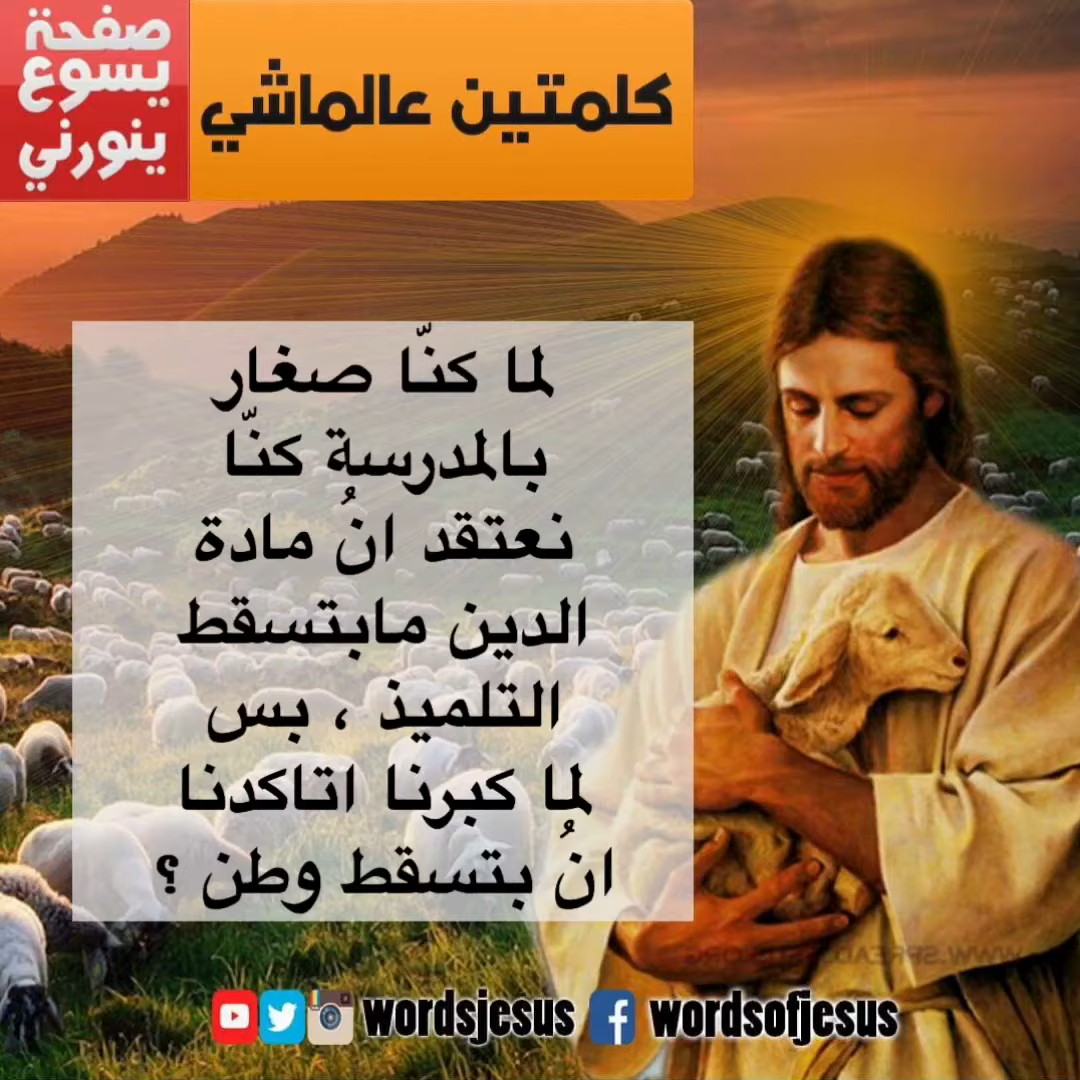 صفحة
يسوع
ينورني
كلمتين عالماشي
لما كنّا صغار
بالمدرسة كنّا
نعتقد انُ مادة
الدين مابتسقط
التلميذ ، بس
لما كبرنا اتاكدنا
انُ بتسقط وطن ؟
wordsjesus wordsofjesus